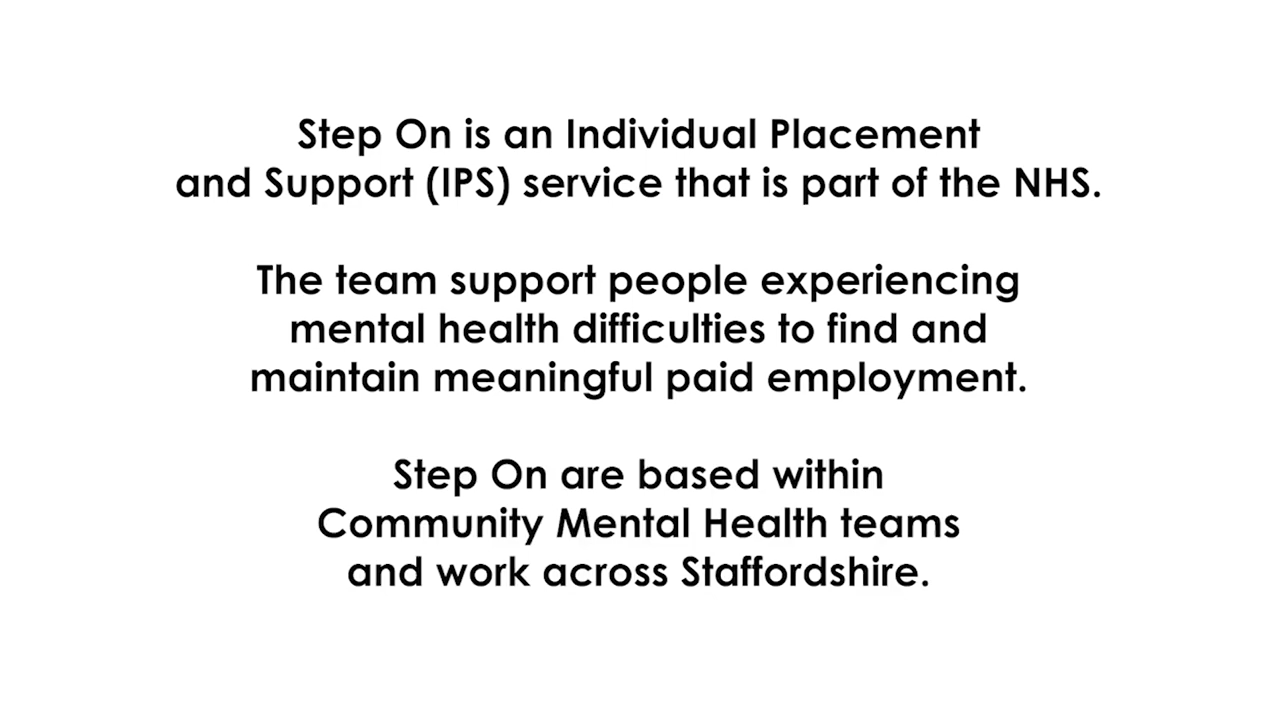 Step On is an Individual Placement
and Support (IPS) service that is part of the NHS.
The team support people experiencing
mental health difficulties to find and
maintain meaningful paid employment.
Step On are based within
Community Mental Health teams
and work across Staffordshire.